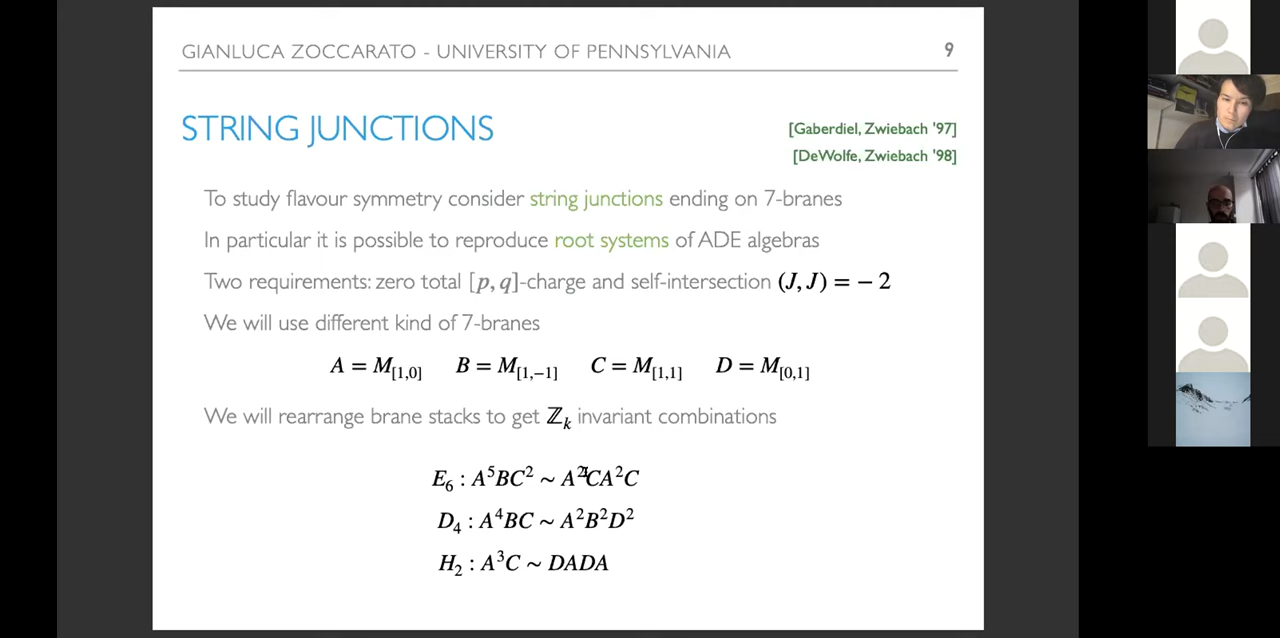 GIANLUCA ZOCCARATO - UNIVERSITY OF PENNSYLVANIA 9
STRING JUNCTIONS
[Gaberdiel, Zwiebach '97]
[DeWolfe, Zwiebach '98]
To study flavour symmetry consider string junctions ending on 7-branes
In particular it is possible to reproduce root systems of ADE algebras
Two requirements: zero total [p, q]-charge and self-intersection (J, J) = − 2
We will use different kind of 7-branes
A = M[1,0] B = M[1,−1] C = M[1,1] D = M[0,1]
We will rearrange brane stacks to get ℤₖ invariant combinations
E₆ : A⁵BC² ~ A²CA²C
D₄ : A⁴BC ~ A²B²D²
H₂ : A³C ~ DADA